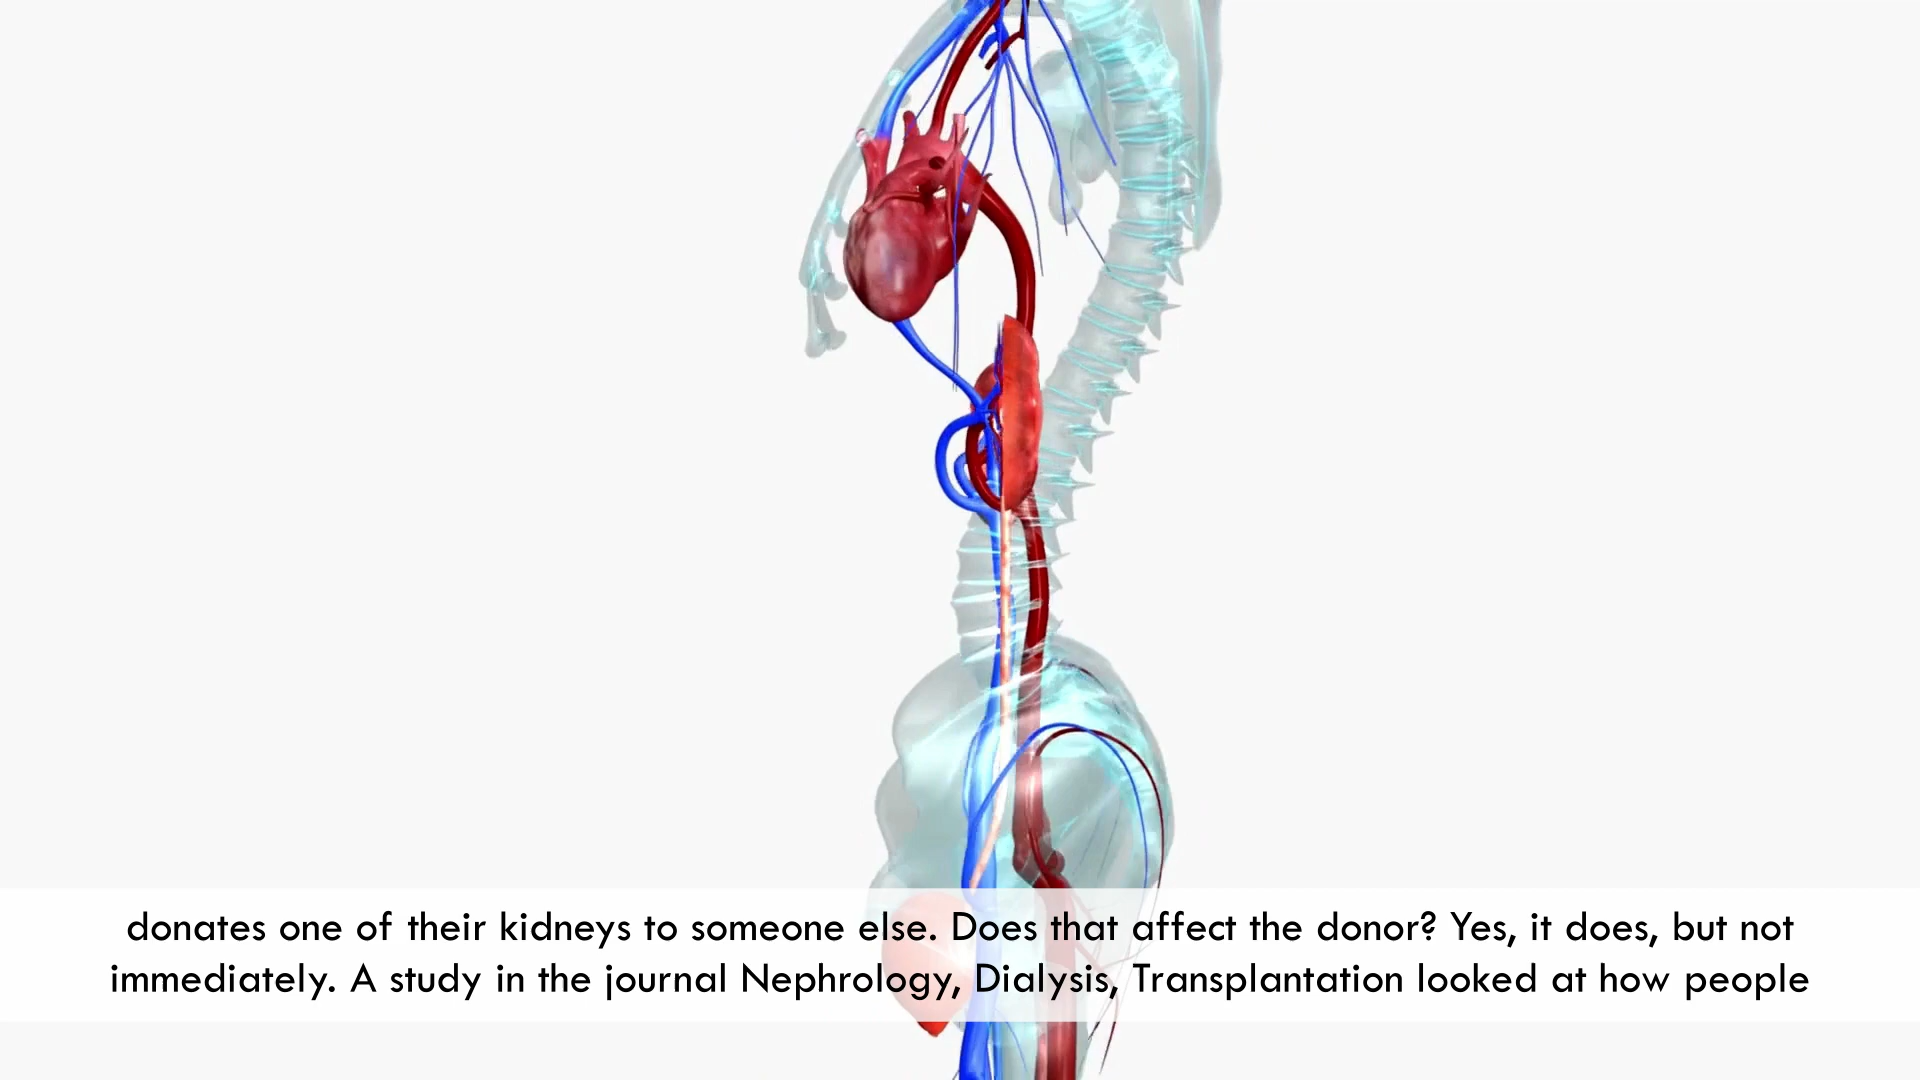 donates one of their kidneys to someone else. Does that affect the donor? Yes, it does, but not
immediately. A study in the journal Nephrology, Dialysis, Transplantation looked at how people